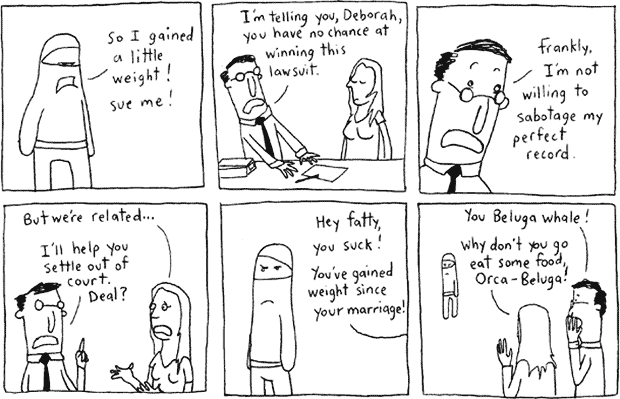 So I gained
a little
weight!
sue me!
I'm telling you, Deborah,
you have no chance at
winning this
lawsuit.
Frankly,
I'm not
willing to
sabotage my
perfect
record.
But we're related...
I'll help you
settle out of
court.
Deal?
Hey fatty,
you suck!
You've gained
weight since
your marriage!
You Beluga whale!
Why don't you go
eat some food,
Orca-Beluga!